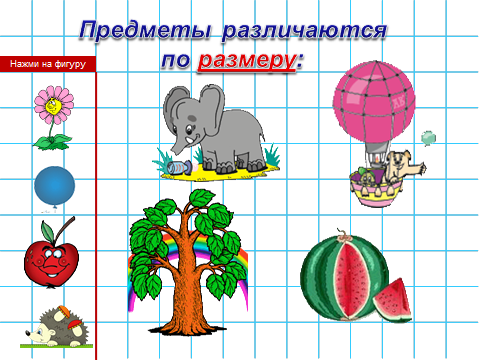 Предметы различаются
по размеру:
Нажми на фигуру